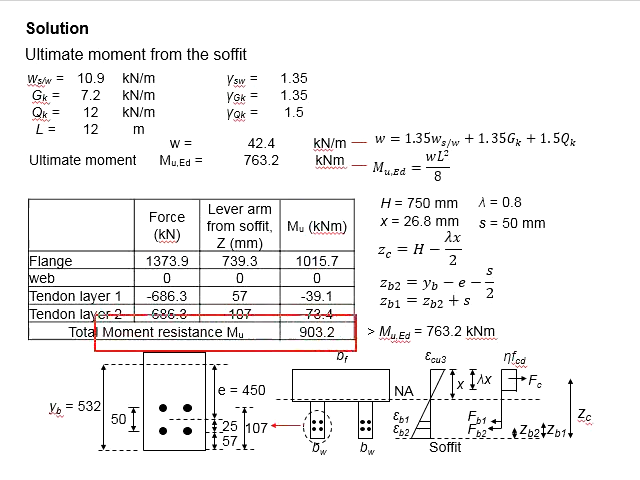 Solution
Ultimate moment from the soffit
ws/w = 10.9 kN/m γsw = 1.35
Gk = 7.2 kN/m γGk = 1.35
Qk = 12 kN/m γQk = 1.5
L = 12 m
w = 42.4 kN/m w = 1.35ws/w + 1.35Gk + 1.5Qk
Ultimate moment Mu,Ed = 763.2 kNm Mu,Ed = wL²/8
Force (kN) Lever arm from soffit, Z (mm) Mu (kNm)
Flange 1373.9 739.3 1015.7
web 0 0 0
Tendon layer 1 -686.3 57 -39.1
Tendon layer 2 -686.3 107 -73.4
Total Moment resistance Mu 903.2 > Mu,Ed = 763.2 kNm
H = 750 mm λ = 0.8
x = 26.8 mm s = 50 mm
zc = H − λx/2
zb2 = yb − e − s/2
zb1 = zb2 + s
yb = 532
50
e = 450
25
57
107
bf
bw
bw
NA
εcu3
εb1
εb2
Soffit
ηfcd
x
λx
Fc
Fb1
Fb2
Zb2
Zb1
Zc